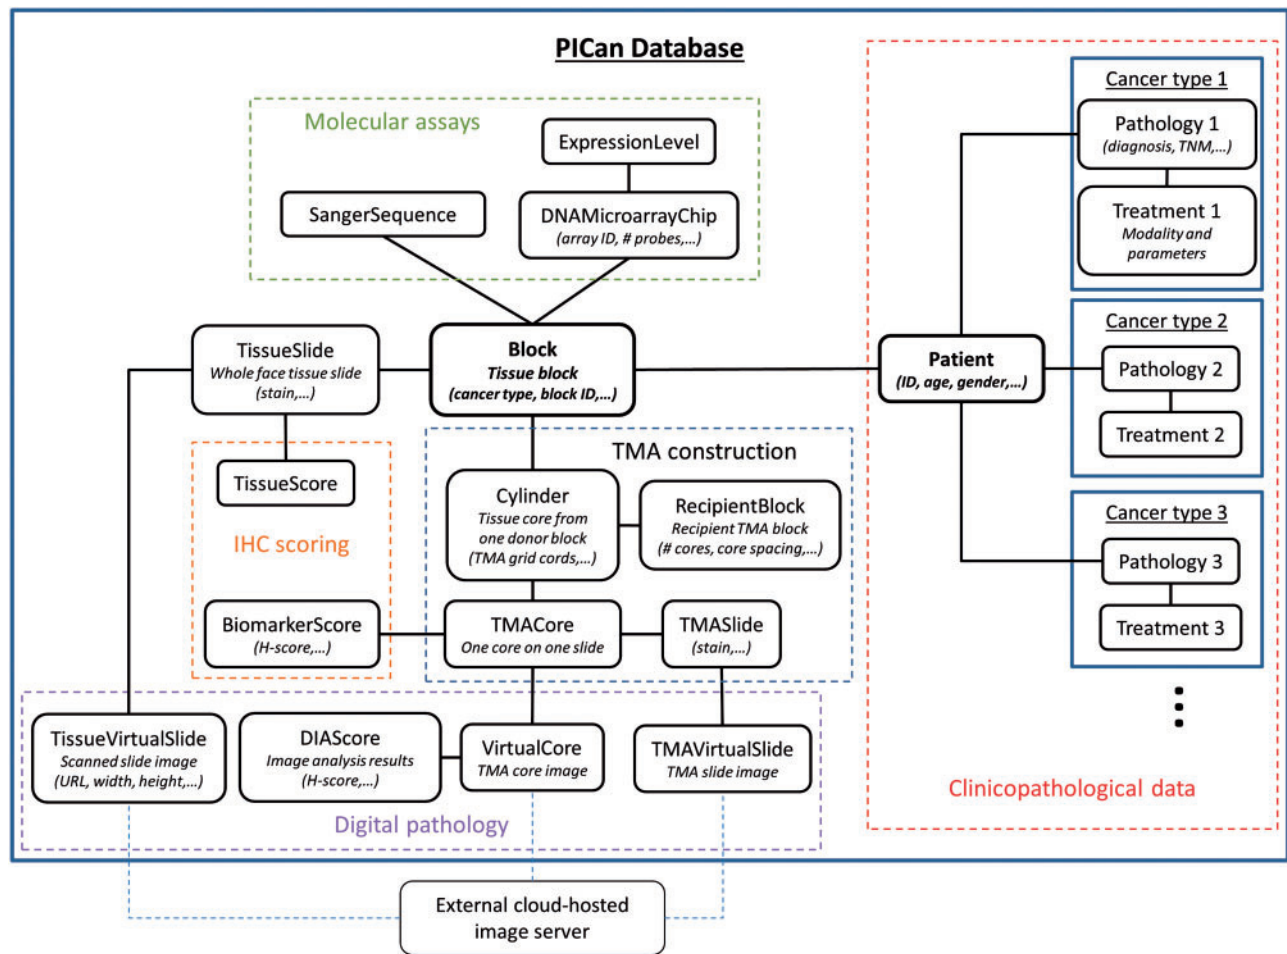 PICan Database
Molecular assays
ExpressionLevel
SangerSequence
DNAMicroarrayChip
(array ID, # probes,...)
TissueSlide
Whole face tissue slide
(stain,...)
Block
Tissue block
(cancer type, block ID,...)
Patient
(ID, age, gender,...)
Cancer type 1
Pathology 1
(diagnosis, TNM,...)
Treatment 1
Modality and
parameters
Cancer type 2
Pathology 2
Treatment 2
Cancer type 3
Pathology 3
Treatment 3
Clinicopathological data
TissueScore
IHC scoring
BiomarkerScore
(H-score,...)
TMA construction
Cylinder
Tissue core from
one donor block
(TMA grid cords,...)
RecipientBlock
Recipient TMA block
(# cores, core spacing,...)
TMACore
One core on one slide
TMASlide
(stain,...)
TissueVirtualSlide
Scanned slide image
(URL, width, height,...)
DIAScore
Image analysis results
(H-score,...)
VirtualCore
TMA core image
TMAVirtualSlide
TMA slide image
Digital pathology
External cloud-hosted
image server